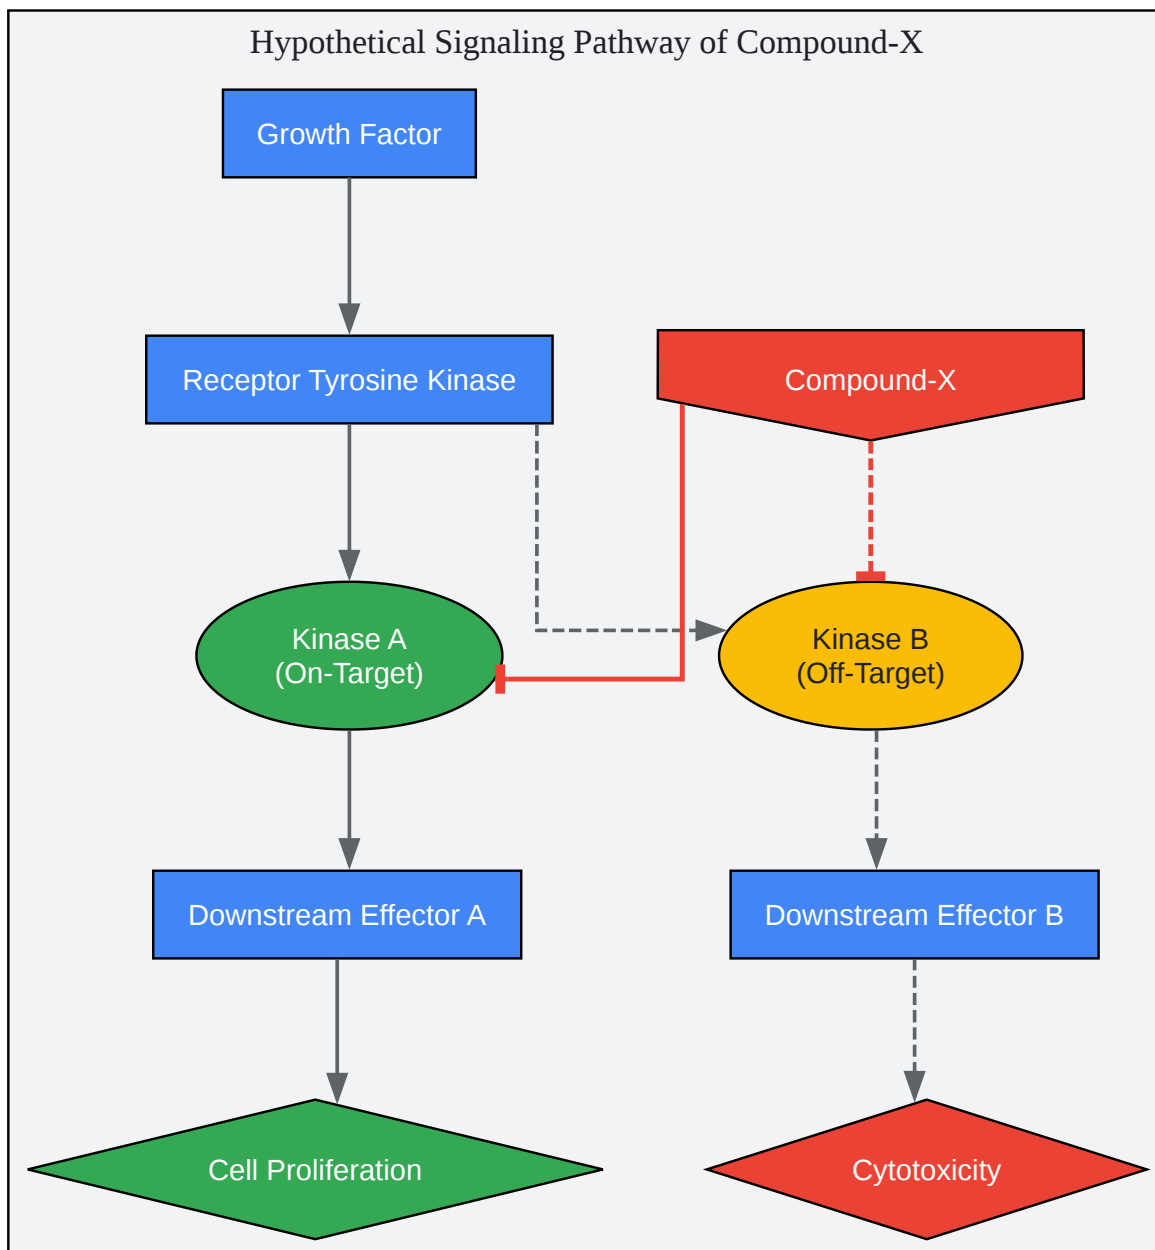 Hypothetical Signaling Pathway of Compound-X
Growth Factor
Receptor Tyrosine Kinase
Compound-X
Kinase A
(On-Target)
Kinase B
(Off-Target)
Downstream Effector A
Downstream Effector B
Cell Proliferation
Cytotoxicity